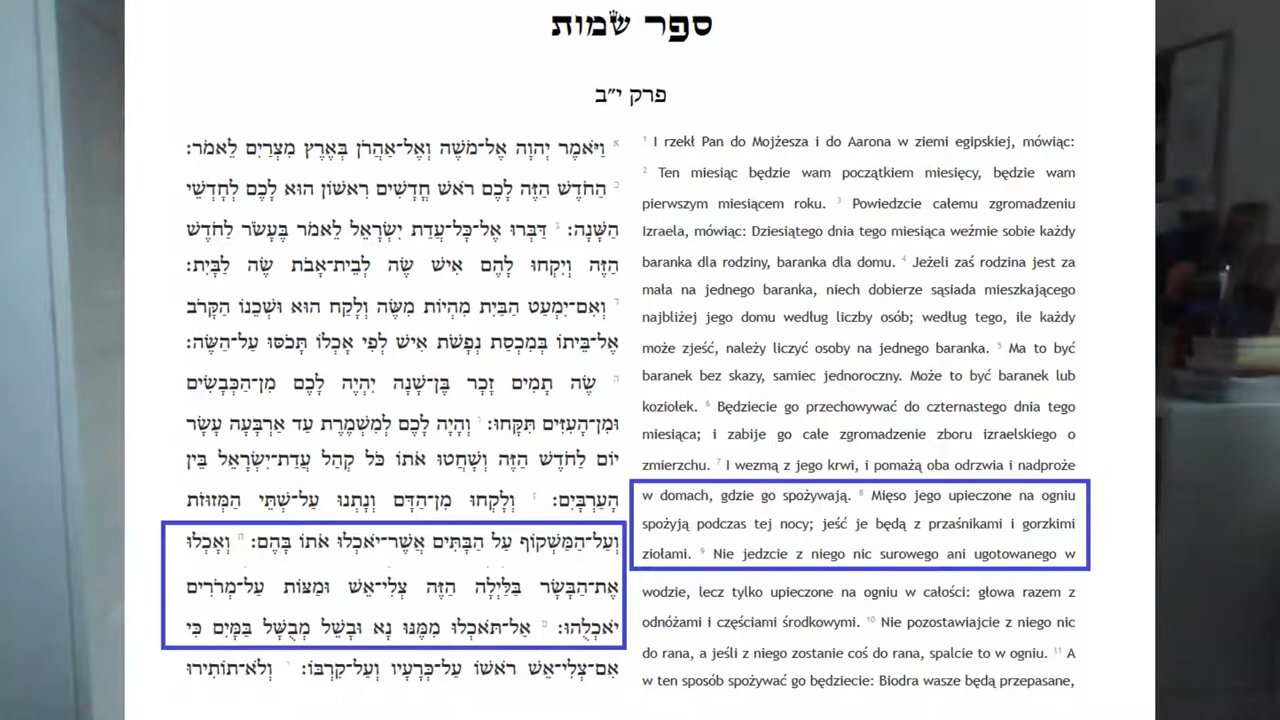 ספר שמות
פרק י״ב
א וַיֹּאמֶר יְהוָה אֶל־מֹשֶׁה וְאֶל־אַהֲרֹן בְּאֶרֶץ מִצְרַיִם לֵאמֹר׃
ב הַחֹדֶשׁ הַזֶּה לָכֶם רֹאשׁ חֳדָשִׁים רִאשׁוֹן הוּא לָכֶם לְחָדְשֵׁי
הַשָּׁנָה׃ ג דַּבְּרוּ אֶל־כָּל־עֲדַת יִשְׂרָאֵל לֵאמֹר בֶּעָשֹׂר לַחֹדֶשׁ
הַזֶּה וְיִקְחוּ לָהֶם אִישׁ שֶׂה לְבֵית־אָבֹת שֶׂה לַבָּיִת׃
ד וְאִם־יִמְעַט הַבַּיִת מִהְיוֹת מִשֶּׂה וְלָקַח הוּא וּשְׁכֵנוֹ הַקָּרֹב
אֶל־בֵּיתוֹ בְּמִכְסַת נְפָשֹׁת אִישׁ לְפִי אָכְלוֹ תָּכֹסּוּ עַל־הַשֶּׂה׃
ה שֶׂה תָמִים זָכָר בֶּן־שָׁנָה יִהְיֶה לָכֶם מִן־הַכְּבָשִׂים
וּמִן־הָעִזִּים תִּקָּחוּ׃ ו וְהָיָה לָכֶם לְמִשְׁמֶרֶת עַד אַרְבָּעָה עָשָׂר
יוֹם לַחֹדֶשׁ הַזֶּה וְשָׁחֲטוּ אֹתוֹ כֹּל קְהַל עֲדַת־יִשְׂרָאֵל בֵּין
הָעַרְבָּיִם׃ ז וְלָקְחוּ מִן־הַדָּם וְנָתְנוּ עַל־שְׁתֵּי הַמְּזוּזֹת
וְעַל־הַמַּשְׁקוֹף עַל הַבָּתִּים אֲשֶׁר־יֹאכְלוּ אֹתוֹ בָּהֶם׃ ח וְאָכְלוּ
אֶת־הַבָּשָׂר בַּלַּיְלָה הַזֶּה צְלִי־אֵשׁ וּמַצּוֹת עַל־מְרֹרִים
יֹאכְלֻהוּ׃ ט אַל־תֹּאכְלוּ מִמֶּנּוּ נָא וּבָשֵׁל מְבֻשָּׁל בַּמָּיִם כִּי
אִם־צְלִי־אֵשׁ רֹאשׁוֹ עַל־כְּרָעָיו וְעַל־קִרְבּוֹ׃ י וְלֹא־תוֹתִירוּ
1 I rzekł Pan do Mojżesza i do Aarona w ziemi egipskiej, mówiąc:
2 Ten miesiąc będzie wam początkiem miesięcy, będzie wam
pierwszym miesiącem roku. 3 Powiedzcie całemu zgromadzeniu
Izraela, mówiąc: Dziesiątego dnia tego miesiąca weźmie sobie każdy
baranka dla rodziny, baranka dla domu. 4 Jeżeli zaś rodzina jest za
mała na jednego baranka, niech dobierze sąsiada mieszkającego
najbliżej jego domu według liczby osób; według tego, ile każdy
może zjeść, należy liczyć osoby na jednego baranka. 5 Ma to być
baranek bez skazy, samiec jednoroczny. Może to być baranek lub
koziołek. 6 Będziecie go przechowywać do czternastego dnia tego
miesiąca; i zabije go całe zgromadzenie zboru izraelskiego o
zmierzchu. 7 I wezmą z jego krwi, i pomażą oba odrzwia i nadproże
w domach, gdzie go spożywają. 8 Mięso jego upieczone na ogniu
spożyją podczas tej nocy; jeść je będą z przaśnikami i gorzkimi
ziołami. 9 Nie jedzcie z niego nic surowego ani ugotowanego w
wodzie, lecz tylko upieczone na ogniu w całości: głowa razem z
odnóżami i częściami środkowymi. 10 Nie pozostawiajcie z niego nic
do rana, a jeśli z niego zostanie coś do rana, spalcie to w ogniu. 11 A
w ten sposób spożywać go będziecie: Biodra wasze będą przepasane,